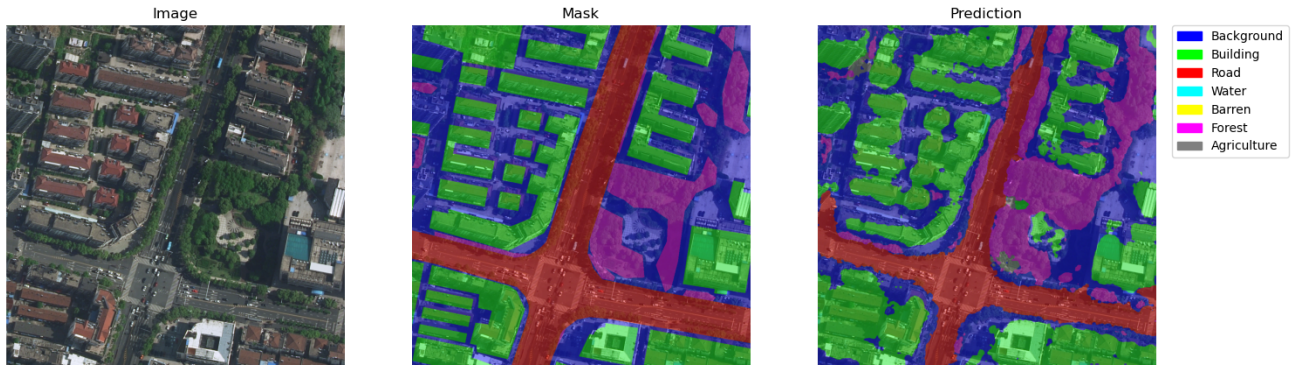 Image
Mask
Prediction
Background
Building
Road
Water
Barren
Forest
Agriculture